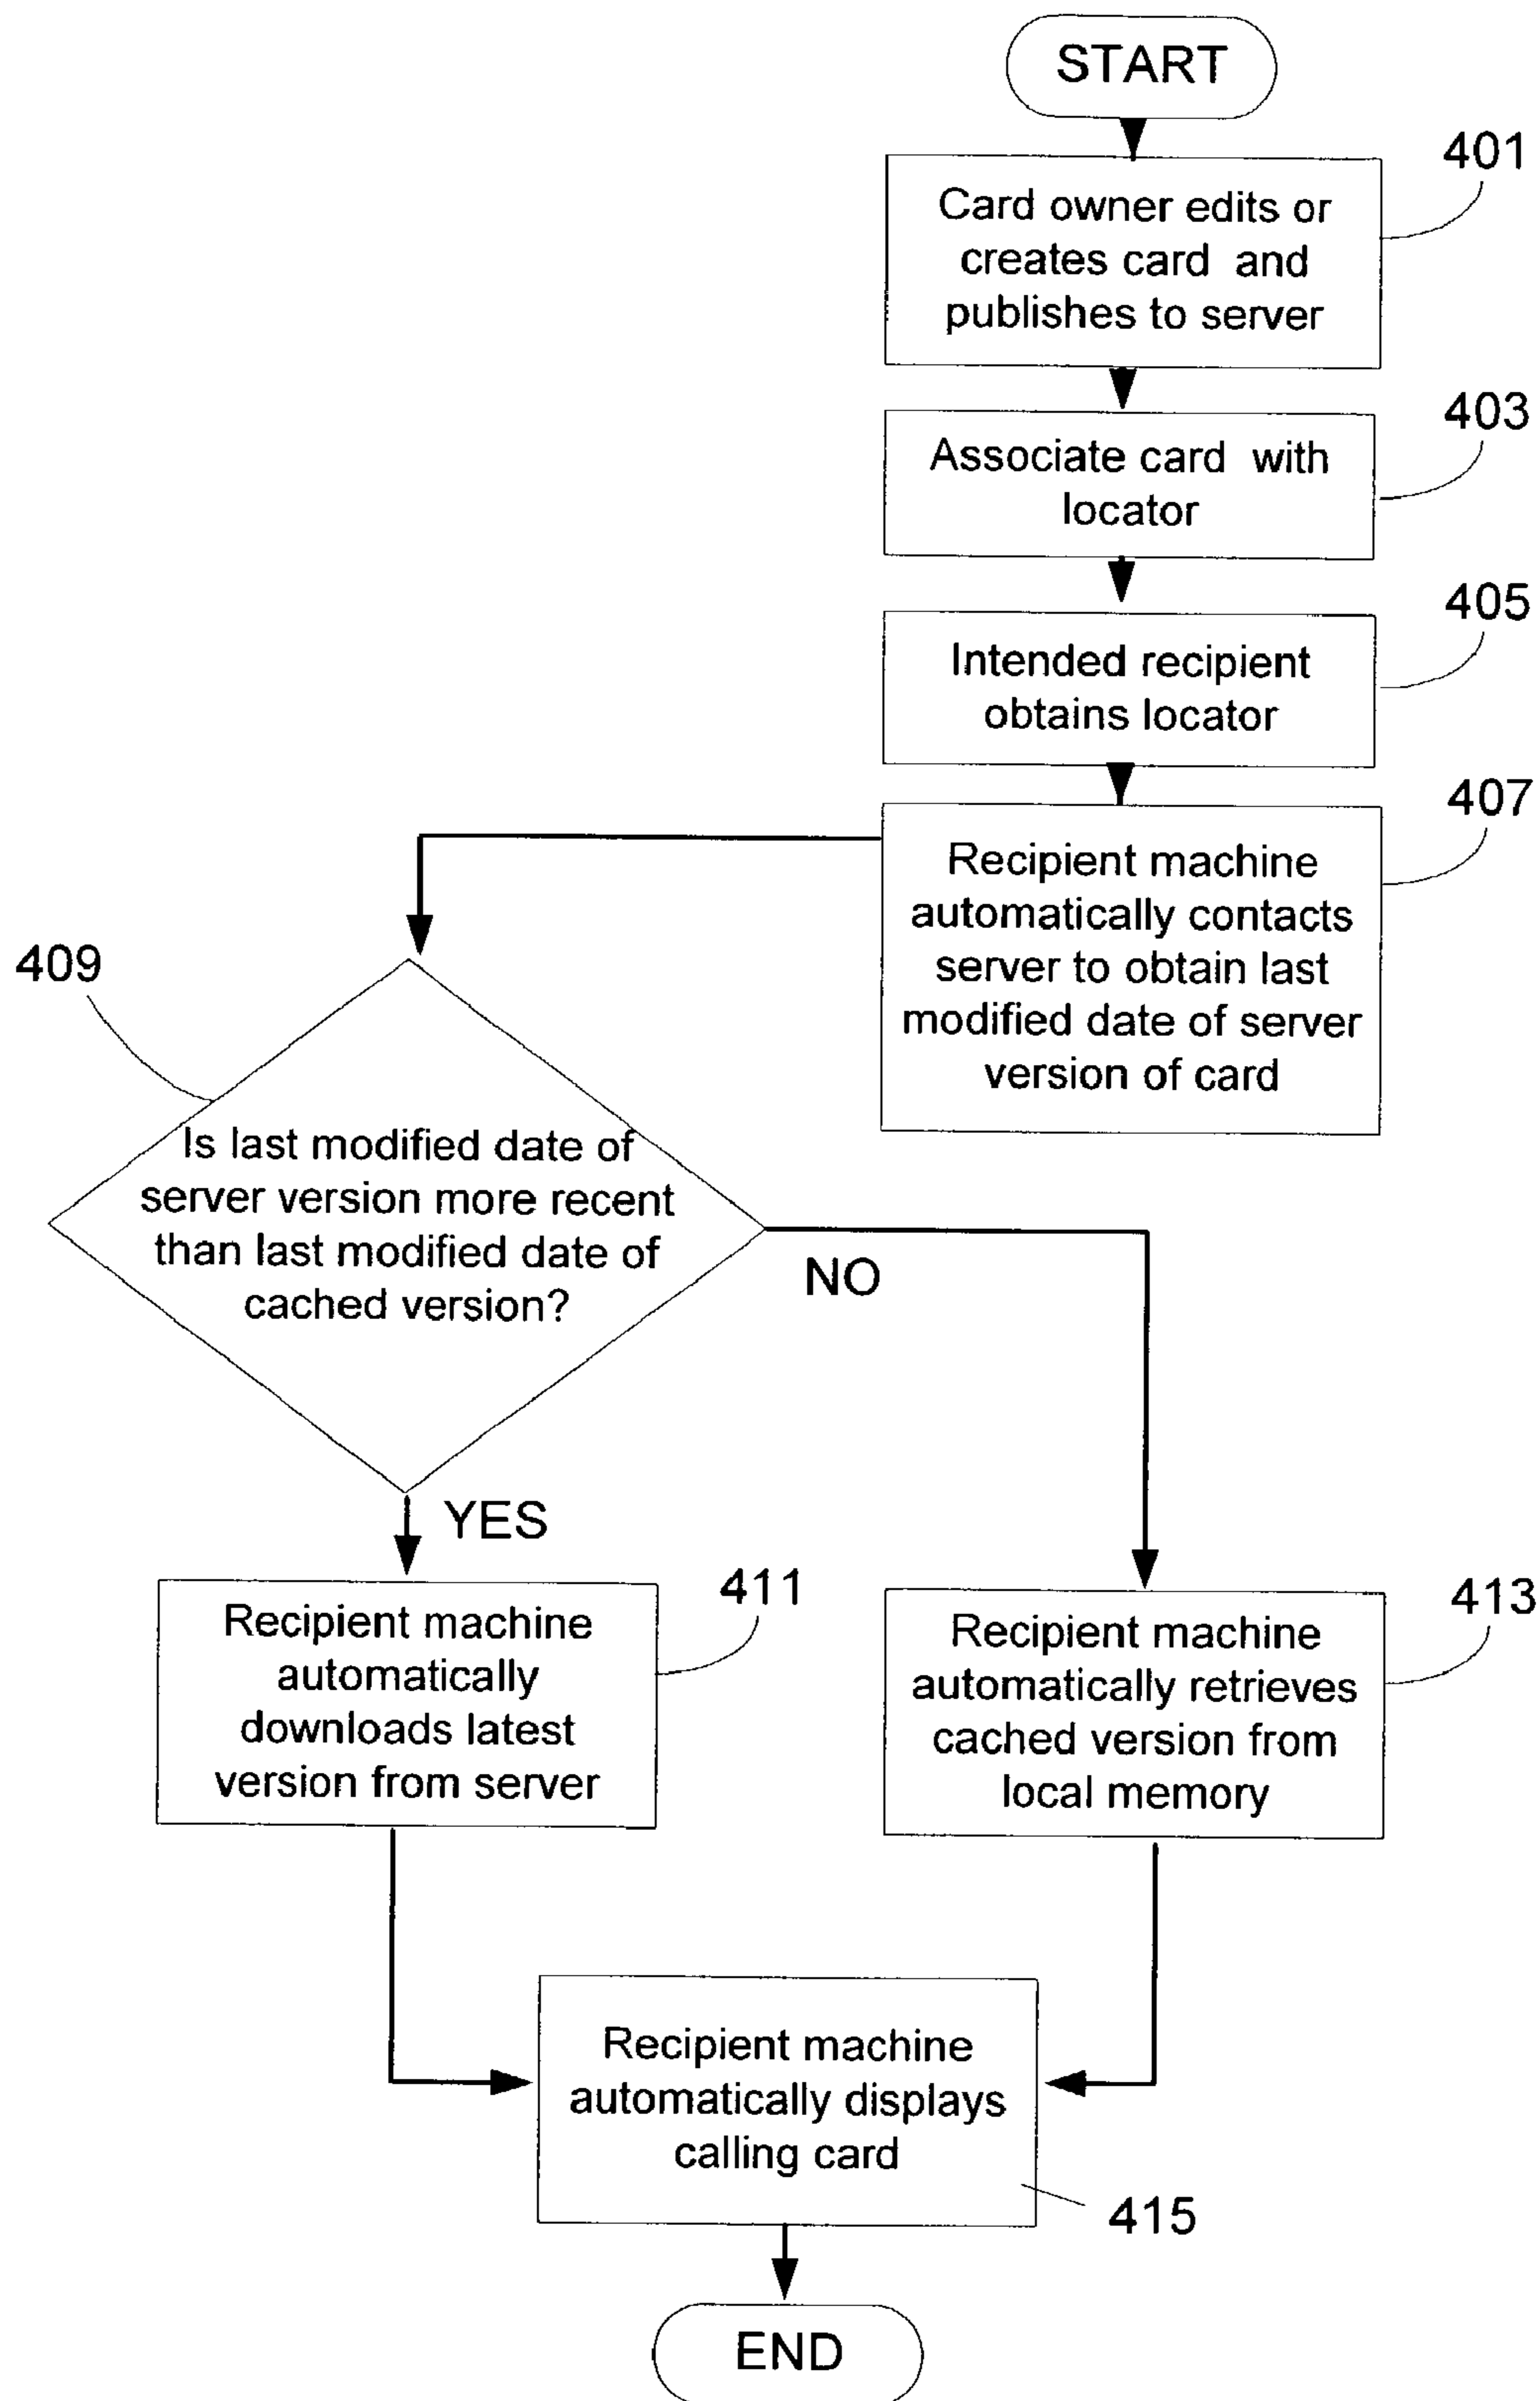 START
401
Card owner edits or
creates card and
publishes to server
403
Associate card with
locator
405
Intended recipient
obtains locator
407
Recipient machine
automatically contacts
server to obtain last
modified date of server
version of card
409
Is last modified date of
server version more recent
than last modified date of
cached version?
NO
YES
411
Recipient machine
automatically
downloads latest
version from server
413
Recipient machine
automatically retrieves
cached version from
local memory
Recipient machine
automatically displays
calling card
415
END